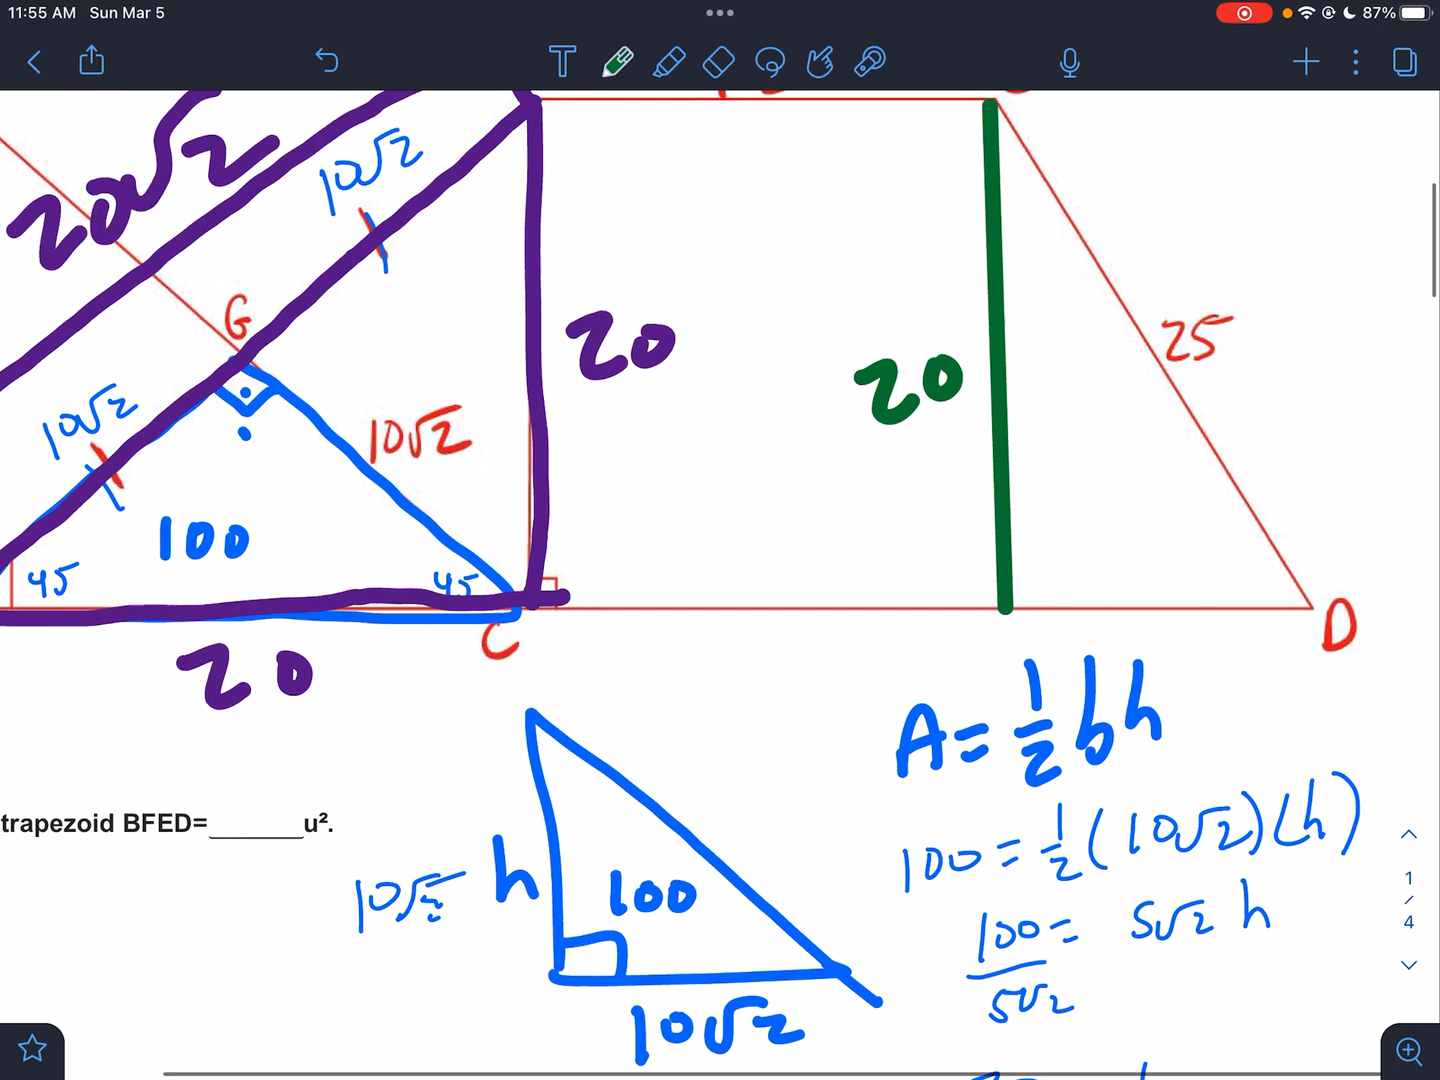 11:55 AM Sun Mar 5
87%
20√2
10√2
G
25
20
20
10√2
10√2
100
45
45
20
C
D
A = 1/2 bh
trapezoid BFED=______u².
100 = 1/2 (10√2)(h)
10√2
h
100
100 = 5√2 h
5√2
10√2
1
/
4